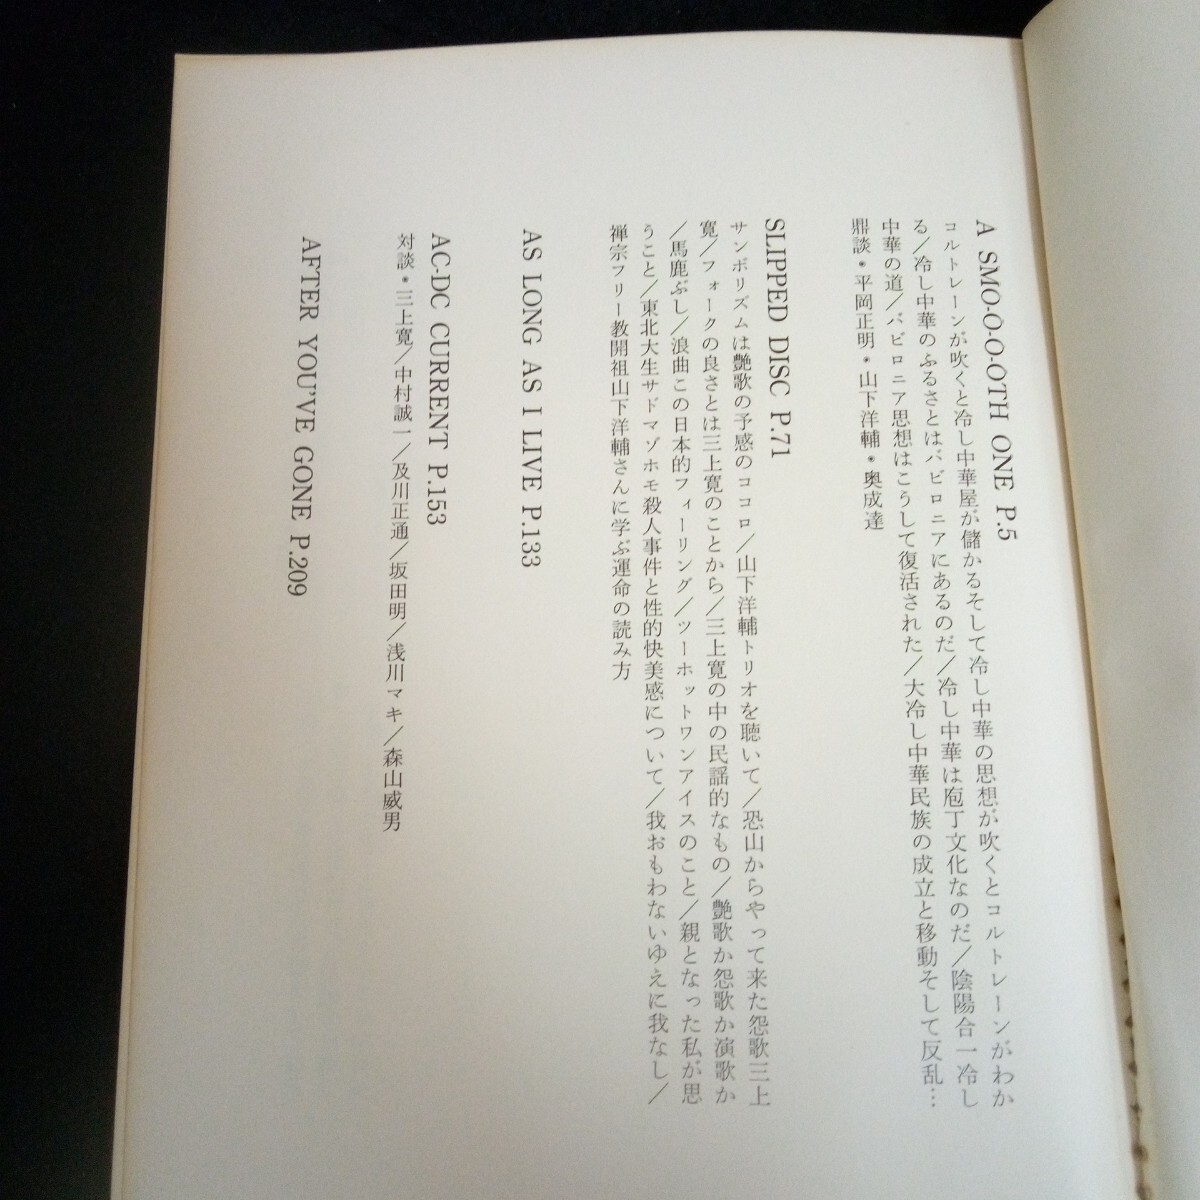 A SMO-O-O-OTH ONE P.5
コルトレーンが吹くと冷し中華屋が儲かるそして冷し中華の思想が吹くとコルトレーンがわか
る/冷し中華のふるさとはバビロニアにあるのだ/冷し中華は庖丁文化なのだ/陰陽合一冷し
中華の道/バビロニア思想はこうして復活された/大冷し中華民族の成立と移動そして反乱…
鼎談＊平岡正明＊山下洋輔＊奥成達
SLIPPED DISC P.71
サンボリズムは艶歌の予感のココロ/山下洋輔トリオを聴いて/恐山からやって来た怨歌三上
寛/フォークの良さとは三上寛のことから/三上寛の中の民謡的なもの/艶歌か怨歌か演歌か
/馬鹿ぶし/浪曲この日本的フィーリング/ツーホットワンアイスのこと/親となった私が思
うこと/東北大生サドマゾホモ殺人事件と性的快美感について/我おもわないゆえに我なし/
禅宗フリー教開祖山下洋輔さんに学ぶ運命の読み方
AS LONG AS I LIVE P.133
AC-DC CURRENT P.153
対談＊三上寛/中村誠一/及川正通/坂田明/浅川マキ/森山威男
AFTER YOU'VE GONE P.209